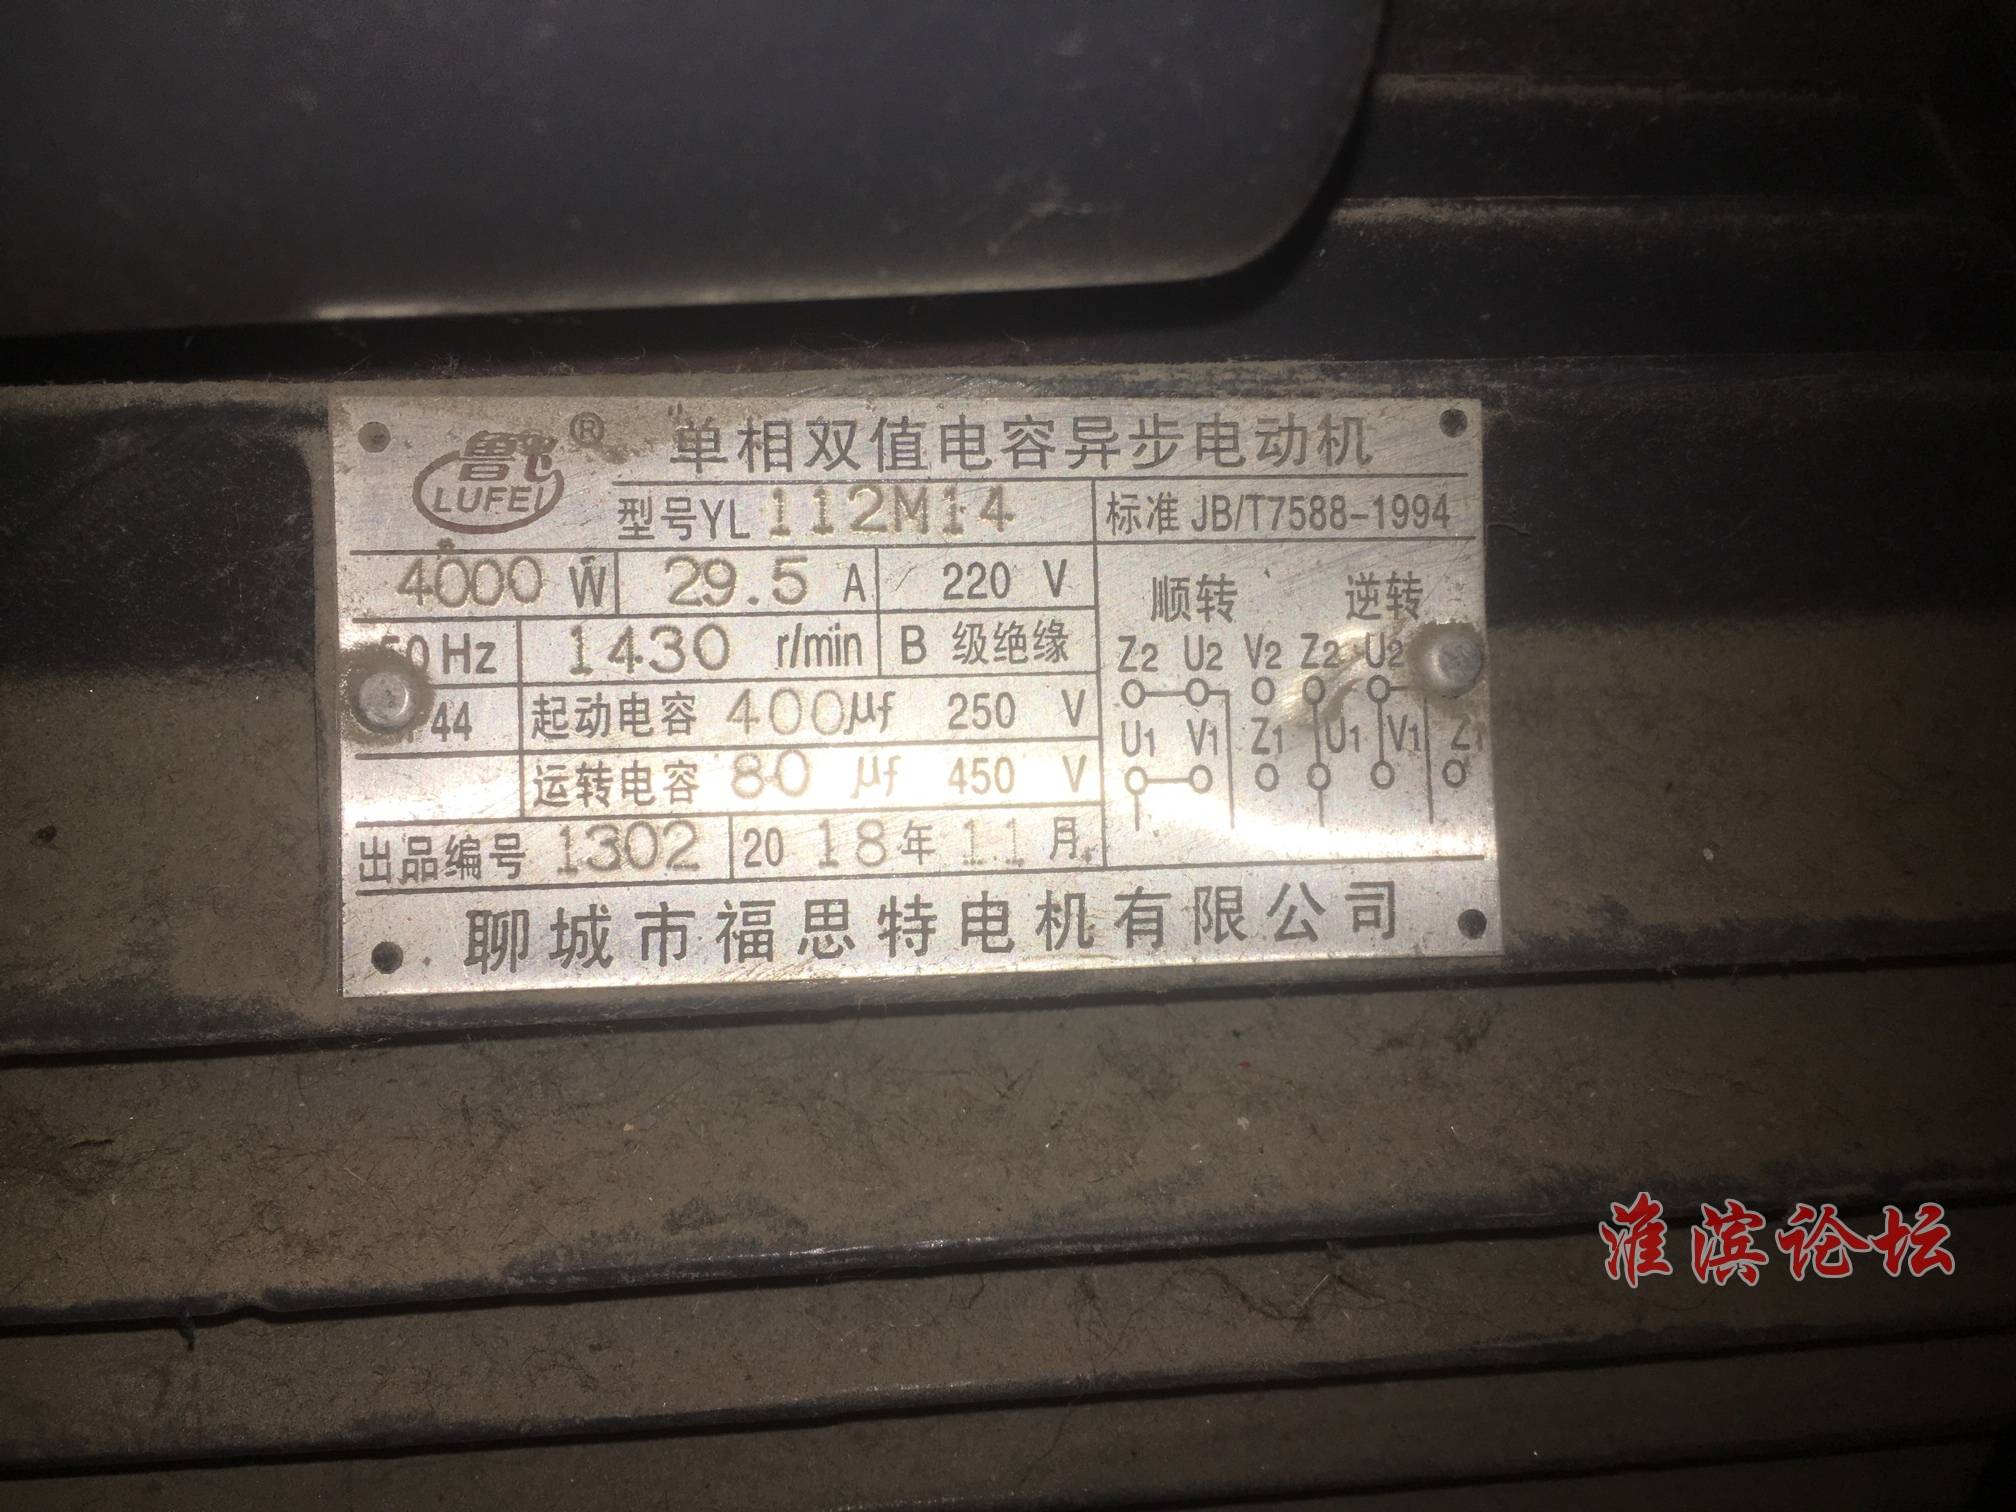 鲁飞 ® 单相双值电容异步电动机
LUFEI 型号YL 112M14 标准 JB/T7588-1994
4000 W 29.5 A 220 V
50 Hz 1430 r/min B 级绝缘
44 起动电容 400 μf 250 V
运转电容 80 μf 450 V
出品编号 1302 2018年11月
顺转 逆转
Z2 U2 V2 Z2 U2
U1 V1 Z1 U1 V1 Z1
聊城市福思特电机有限公司
淮滨论坛